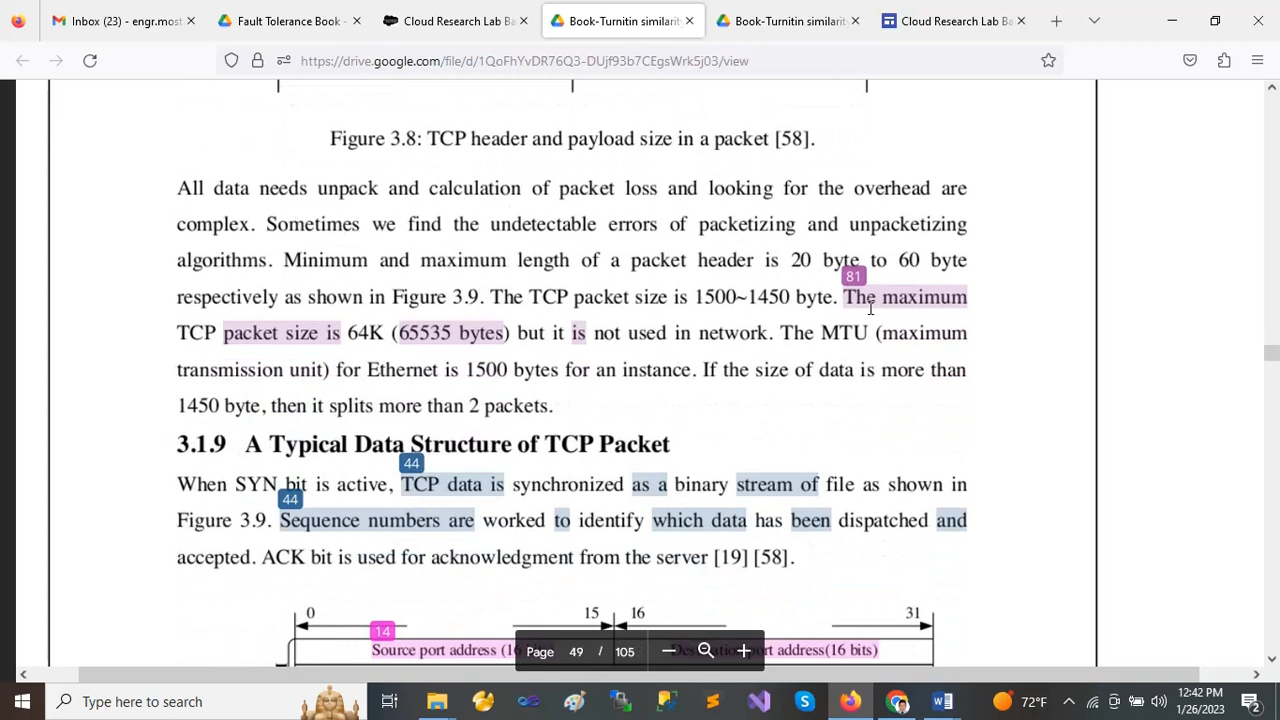 Inbox (23) - engr.most
Fault Tolerance Book -
Cloud Research Lab Ba
Book-Turnitin similarit
Book-Turnitin similarit
Cloud Research Lab Ba
https://drive.google.com/file/d/1QoFhYvDR76Q3-DUjf93b7CEgsWrk5j03/view
Figure 3.8: TCP header and payload size in a packet [58].
All data needs unpack and calculation of packet loss and looking for the overhead are
complex. Sometimes we find the undetectable errors of packetizing and unpacketizing
algorithms. Minimum and maximum length of a packet header is 20 byte to 60 byte
81
respectively as shown in Figure 3.9. The TCP packet size is 1500~1450 byte. The maximum
TCP packet size is 64K (65535 bytes) but it is not used in network. The MTU (maximum
transmission unit) for Ethernet is 1500 bytes for an instance. If the size of data is more than
1450 byte, then it splits more than 2 packets.
3.1.9 A Typical Data Structure of TCP Packet
44
When SYN bit is active, TCP data is synchronized as a binary stream of file as shown in
44
Figure 3.9. Sequence numbers are worked to identify which data has been dispatched and
accepted. ACK bit is used for acknowledgment from the server [19] [58].
0 15 16 31
14
Source port address (16 port address(16 bits)
Page 49 / 105
Type here to search
72°F
12:42 PM
1/26/2023
2